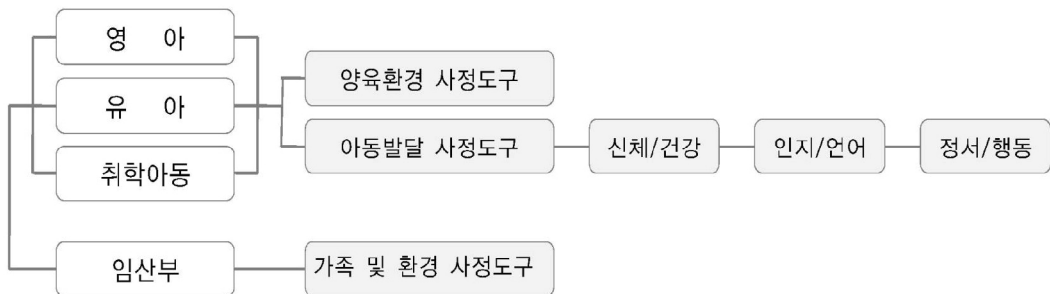 영 아
유 아
취학아동
임산부
양육환경 사정도구
아동발달 사정도구
신체/건강
인지/언어
정서/행동
가족 및 환경 사정도구